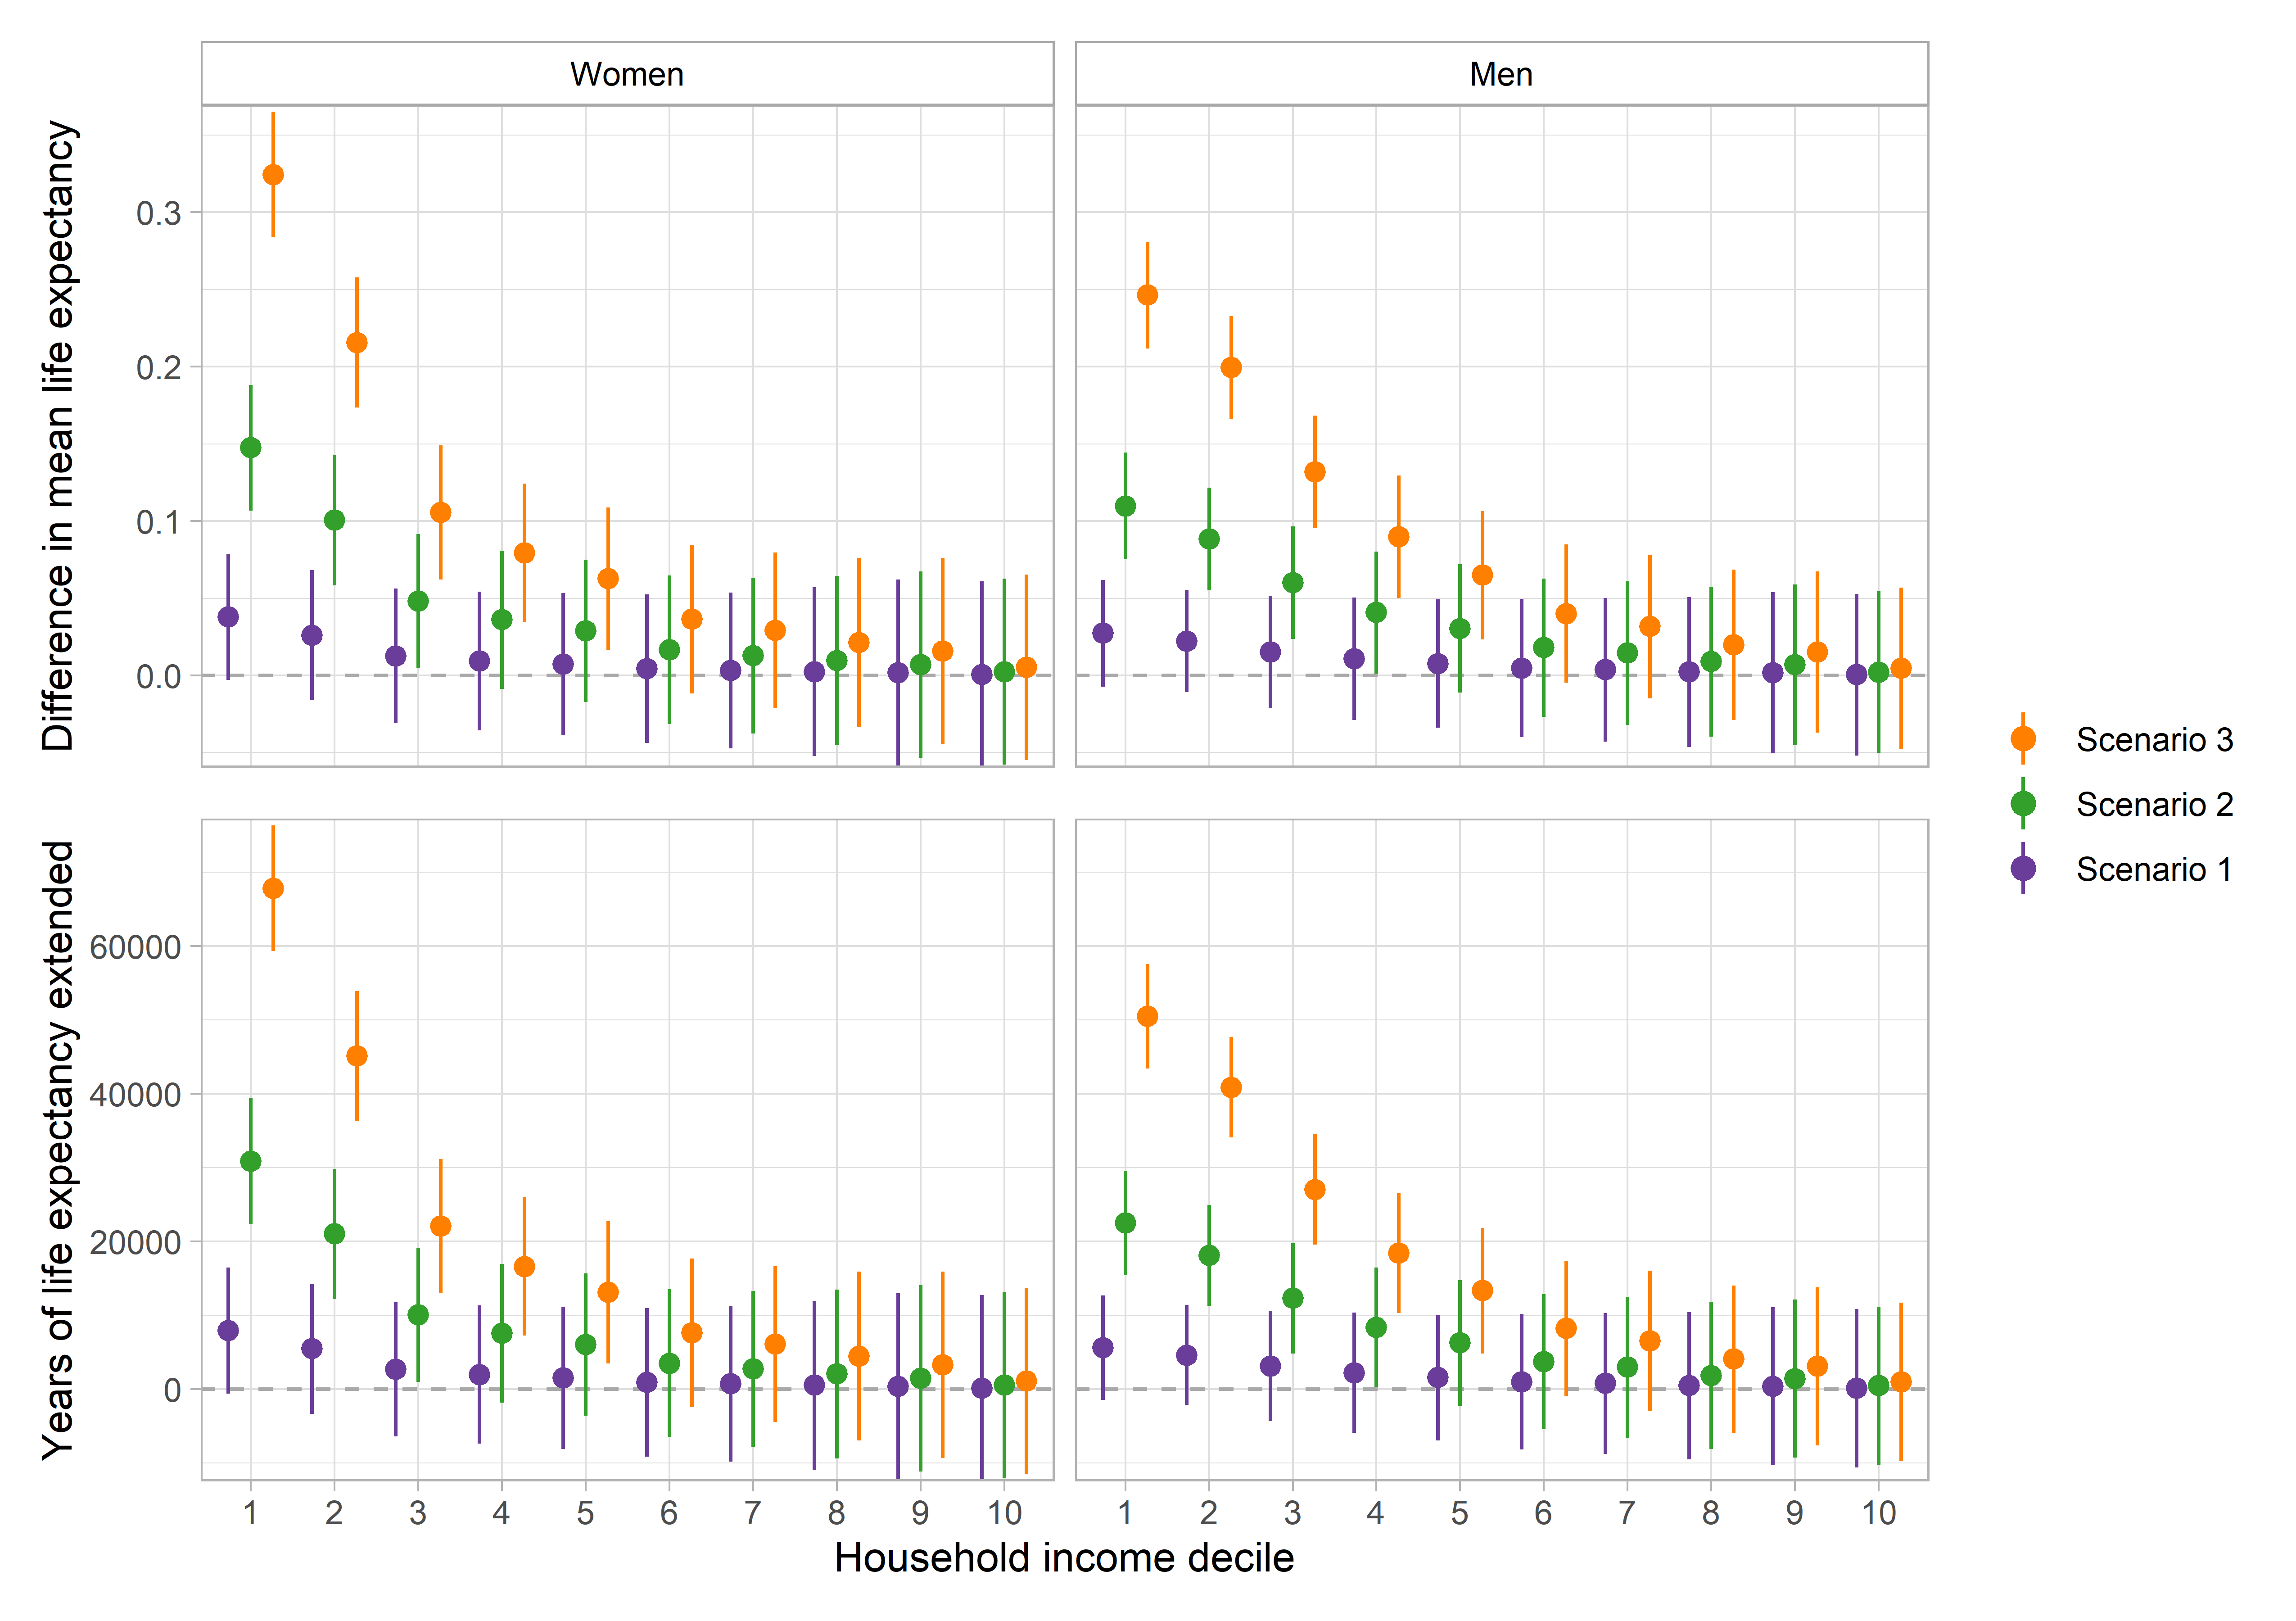 Women
Men
Difference in mean life expectancy
0.3
0.2
0.1
0.0
Scenario 3
Scenario 2
Scenario 1
Years of life expectancy extended
60000
40000
20000
0
1 2 3 4 5 6 7 8 9 10
1 2 3 4 5 6 7 8 9 10
Household income decile